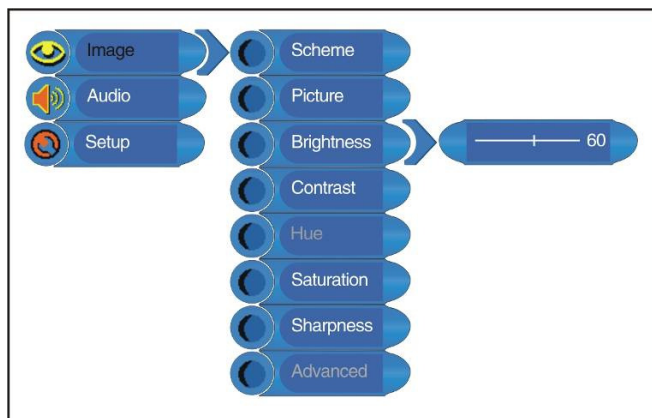 Image
Audio
Setup
Scheme
Picture
Brightness
60
Contrast
Hue
Saturation
Sharpness
Advanced